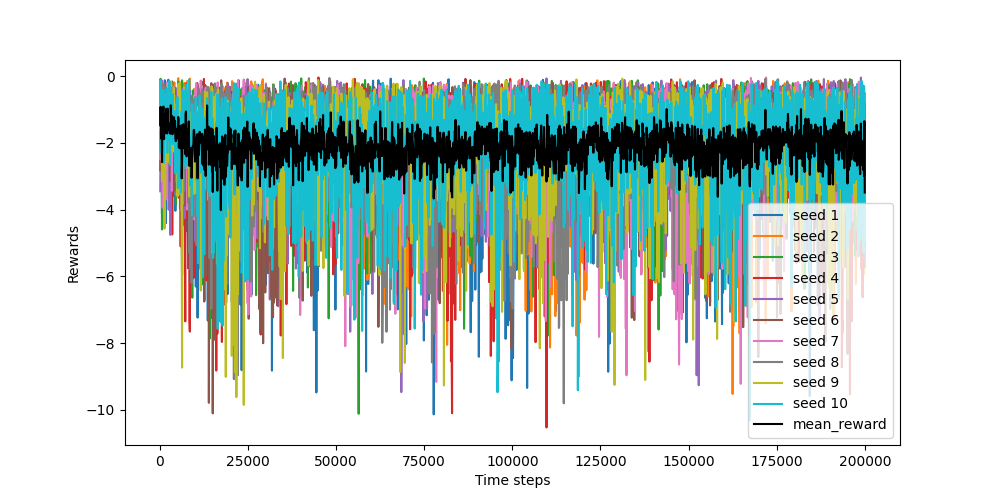 0
−2
−4
−6
−8
−10
Rewards
seed 1
seed 2
seed 3
seed 4
seed 5
seed 6
seed 7
seed 8
seed 9
seed 10
mean_reward
0 25000 50000 75000 100000 125000 150000 175000 200000
Time steps